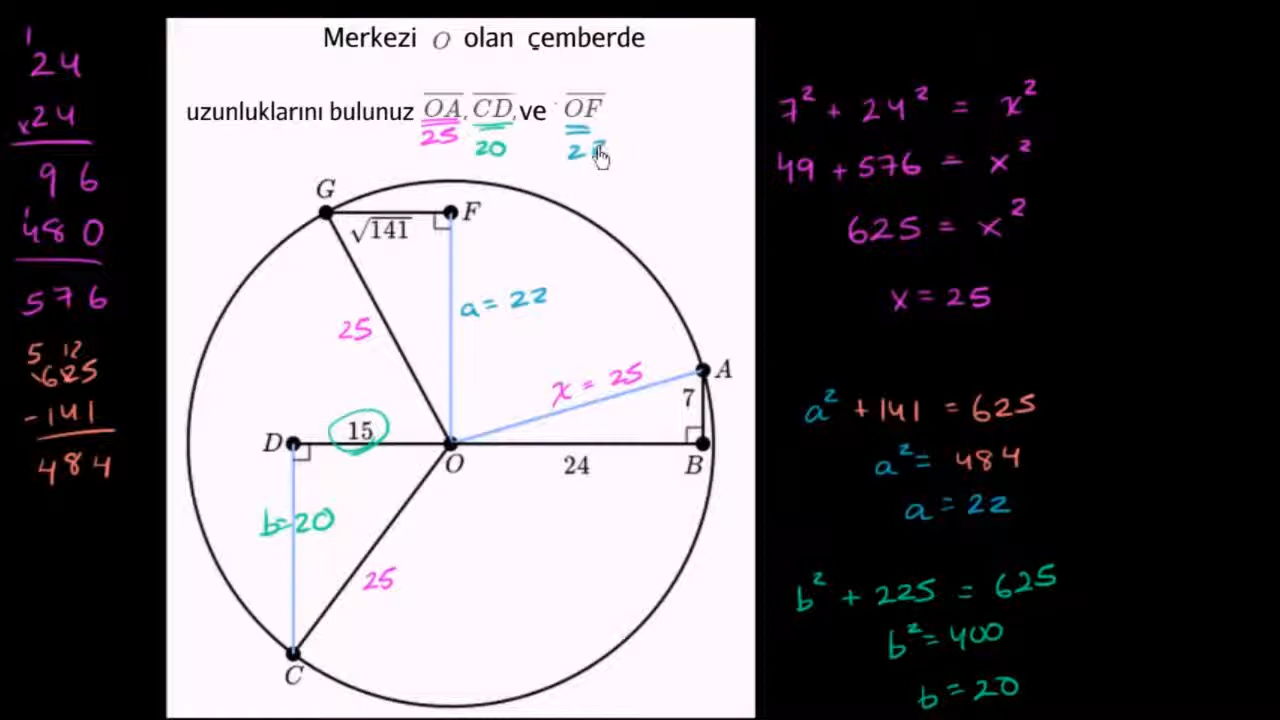 Merkezi O olan çemberde
uzunluklarını bulunuz OA, CD, ve OF
25
20
2
G
F
√141
a = 22
25
x = 25
A
7
D
15
O
24
B
b = 20
25
C
1
24
x24
96
1
480
576
5 12
625
-141
484
7² + 24² = x²
49 + 576 = x²
625 = x²
x = 25
a² + 141 = 625
a² = 484
a = 22
b² + 225 = 625
b² = 400
b = 20